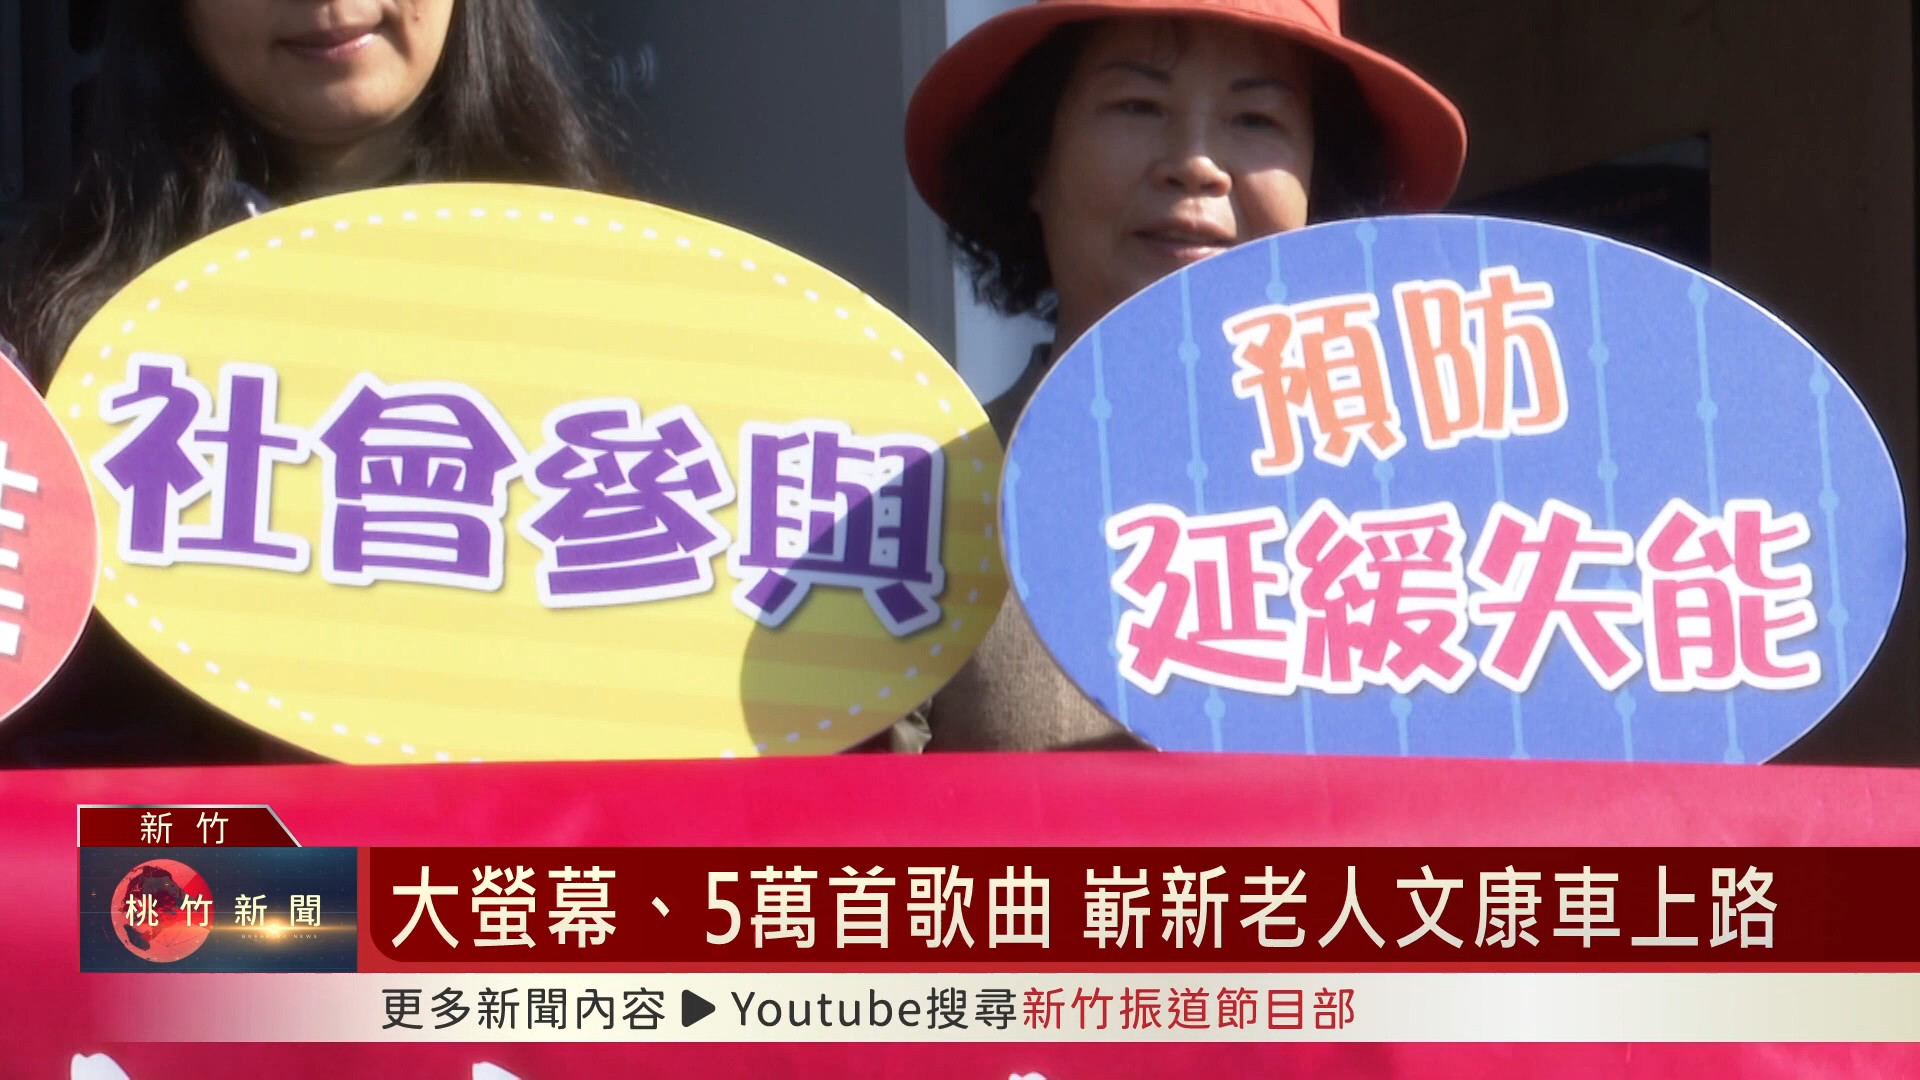 社會參與
預防
延緩失能
新竹
桃竹新聞
BREAKING NEWS
大螢幕、5萬首歌曲 嶄新老人文康車上路
更多新聞內容▶Youtube搜尋新竹振道節目部